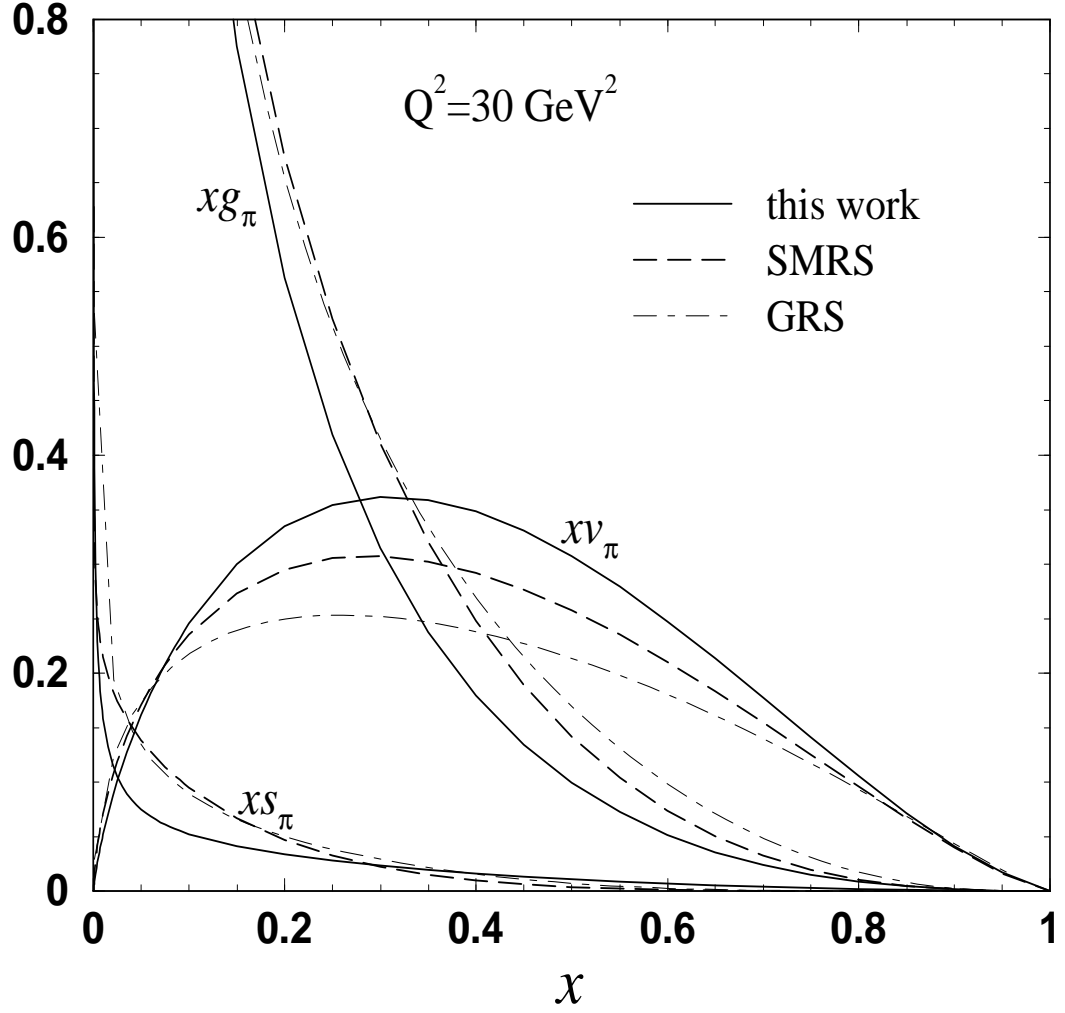 0.8
Q²=30 GeV²
xg_π
this work
0.6
SMRS
GRS
0.4
xv_π
0.2
xs_π
0
0 0.2 0.4 0.6 0.8 1
x